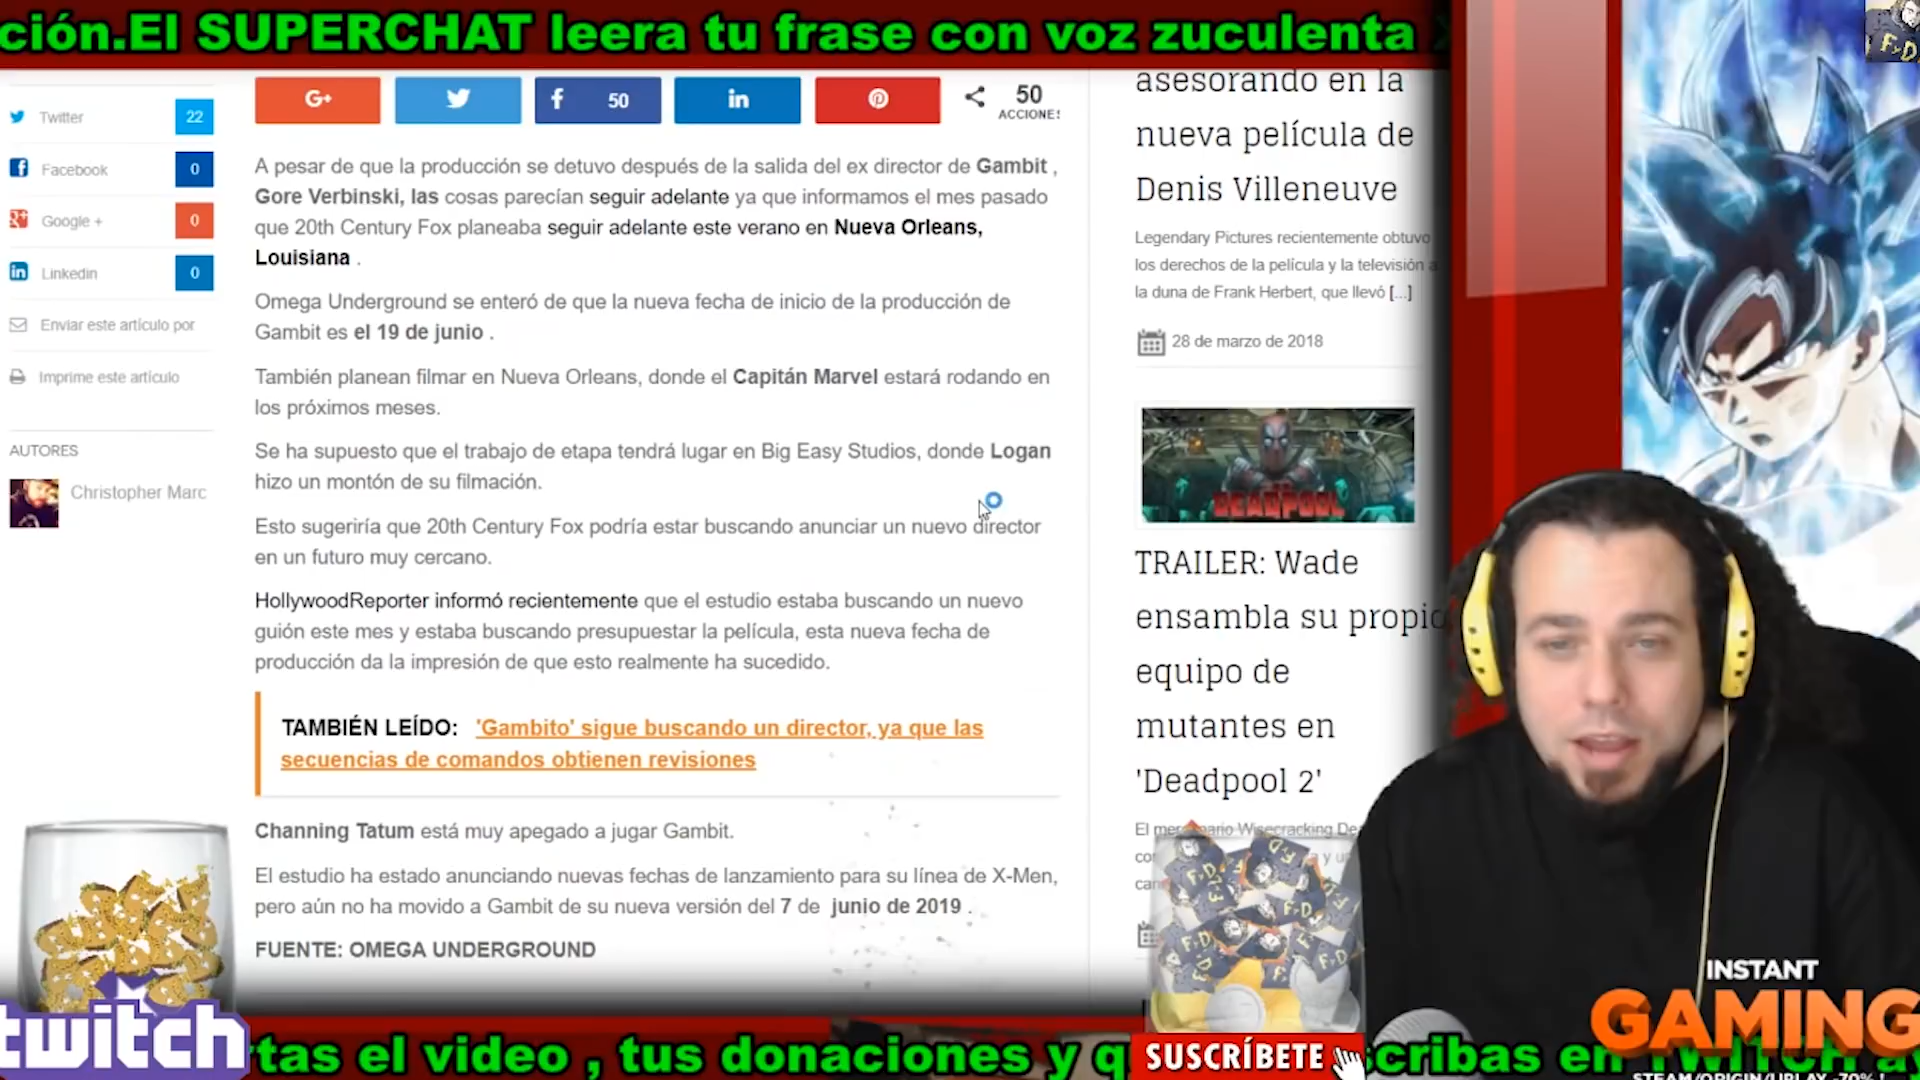 ción.El SUPERCHAT leera tu frase con voz zuculenta
FyD
Twitter 22
Facebook 0
Google + 0
Linkedin 0
Enviar este artículo por
Imprime este artículo
AUTORES
Christopher Marc
G+
50
in
50
ACCIONE!
A pesar de que la producción se detuvo después de la salida del ex director de Gambit ,
Gore Verbinski, las cosas parecían seguir adelante ya que informamos el mes pasado
que 20th Century Fox planeaba seguir adelante este verano en Nueva Orleans,
Louisiana .
Omega Underground se enteró de que la nueva fecha de inicio de la producción de
Gambit es el 19 de junio .
También planean filmar en Nueva Orleans, donde el Capitán Marvel estará rodando en
los próximos meses.
Se ha supuesto que el trabajo de etapa tendrá lugar en Big Easy Studios, donde Logan
hizo un montón de su filmación.
Esto sugeriría que 20th Century Fox podría estar buscando anunciar un nuevo director
en un futuro muy cercano.
HollywoodReporter informó recientemente que el estudio estaba buscando un nuevo
guión este mes y estaba buscando presupuestar la película, esta nueva fecha de
producción da la impresión de que esto realmente ha sucedido.
TAMBIÉN LEÍDO: 'Gambito' sigue buscando un director, ya que las
secuencias de comandos obtienen revisiones
Channing Tatum está muy apegado a jugar Gambit.
El estudio ha estado anunciando nuevas fechas de lanzamiento para su línea de X-Men,
pero aún no ha movido a Gambit de su nueva versión del 7 de junio de 2019 .
FUENTE: OMEGA UNDERGROUND
asesorando en la
nueva película de
Denis Villeneuve
Legendary Pictures recientemente obtuvo
los derechos de la película y la televisión a
la duna de Frank Herbert, que llevó [...]
28 de marzo de 2018
DEADPOOL
TRAILER: Wade
ensambla su propio
equipo de
mutantes en
'Deadpool 2'
El mercenario Wisecracking De
y u
FyD
INSTANT
GAMING
STEAM/ORIGIN/UPLAY -70% !
twitch
rtas el video , tus donaciones y q
SUSCRÍBETE
cribas en TWITCH